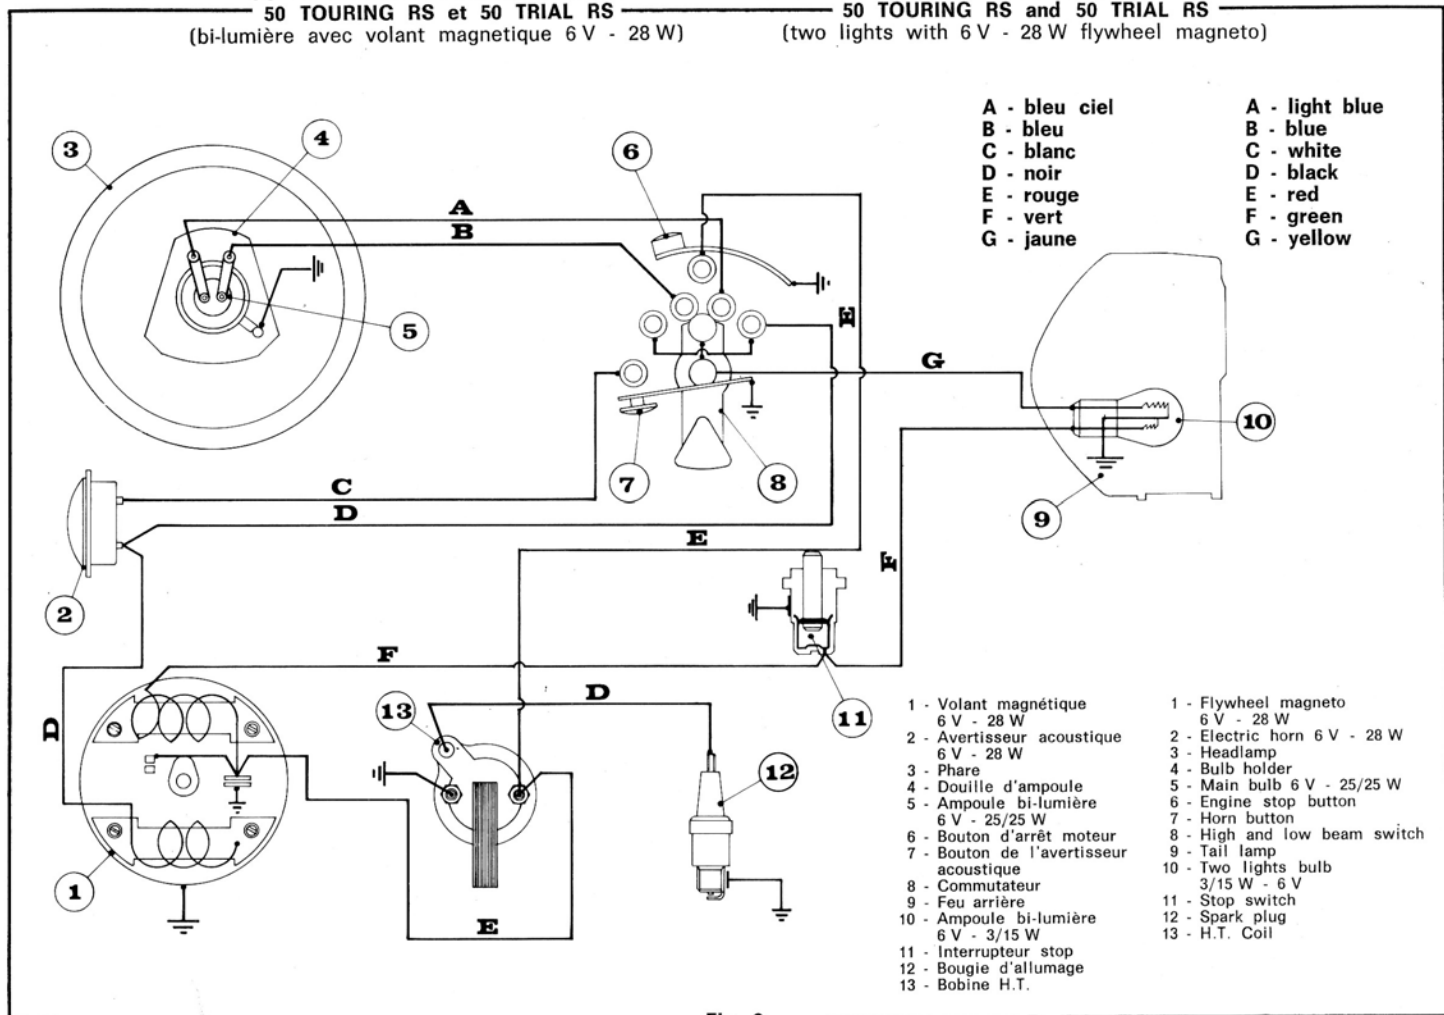 50 TOURING RS et 50 TRIAL RS
(bi-lumière avec volant magnetique 6 V - 28 W)
50 TOURING RS and 50 TRIAL RS
(two lights with 6 V - 28 W flywheel magneto)
A - bleu ciel
B - bleu
C - blanc
D - noir
E - rouge
F - vert
G - jaune
A - light blue
B - blue
C - white
D - black
E - red
F - green
G - yellow
3
4
6
A
B
5
E
G
10
7
8
9
C
D
E
F
2
F
D
13
D
11
12
1
E
1 - Volant magnétique
6 V - 28 W
2 - Avertisseur acoustique
6 V - 28 W
3 - Phare
4 - Douille d'ampoule
5 - Ampoule bi-lumière
6 V - 25/25 W
6 - Bouton d'arrêt moteur
7 - Bouton de l'avertisseur
acoustique
8 - Commutateur
9 - Feu arrière
10 - Ampoule bi-lumière
6 V - 3/15 W
11 - Interrupteur stop
12 - Bougie d'allumage
13 - Bobine H.T.
1 - Flywheel magneto
6 V - 28 W
2 - Electric horn 6 V - 28 W
3 - Headlamp
4 - Bulb holder
5 - Main bulb 6 V - 25/25 W
6 - Engine stop button
7 - Horn button
8 - High and low beam switch
9 - Tail lamp
10 - Two lights bulb
3/15 W - 6 V
11 - Stop switch
12 - Spark plug
13 - H.T. Coil